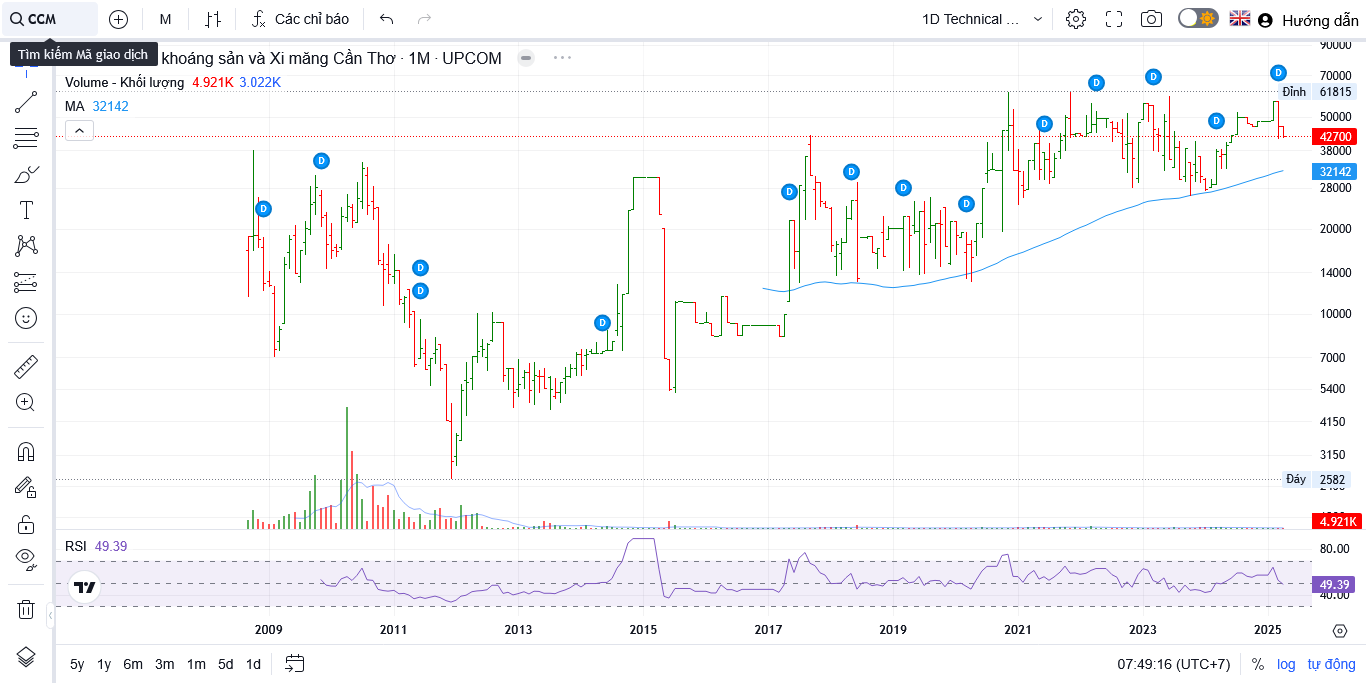 CCM M Các chỉ báo 1D Technical ... Hướng dẫn
Tìm kiếm Mã giao dịch khoáng sản và Xi măng Cần Thơ · 1M · UPCOM
Volume - Khối lượng 4.921K 3.022K
MA 32142
90000
70000
Đỉnh 61815
50000
42700
38000
32142
28000
20000
14000
10000
7000
5400
4150
3150
Đáy 2582
4.921K
D
D
D
D
D
D
D
D
D
D
D
D
D
D
RSI 49.39
80.00
49.39
40.00
2009 2011 2013 2015 2017 2019 2021 2023 2025
5y 1y 6m 3m 1m 5d 1d 07:49:16 (UTC+7) % log tự động